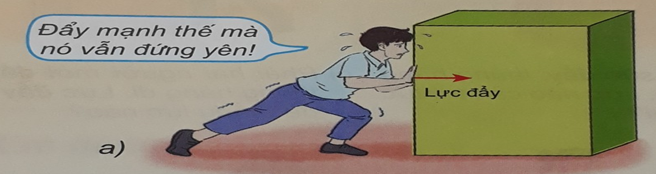 Đẩy mạnh thế mà
nó vẫn đứng yên!
Lực đẩy
a)